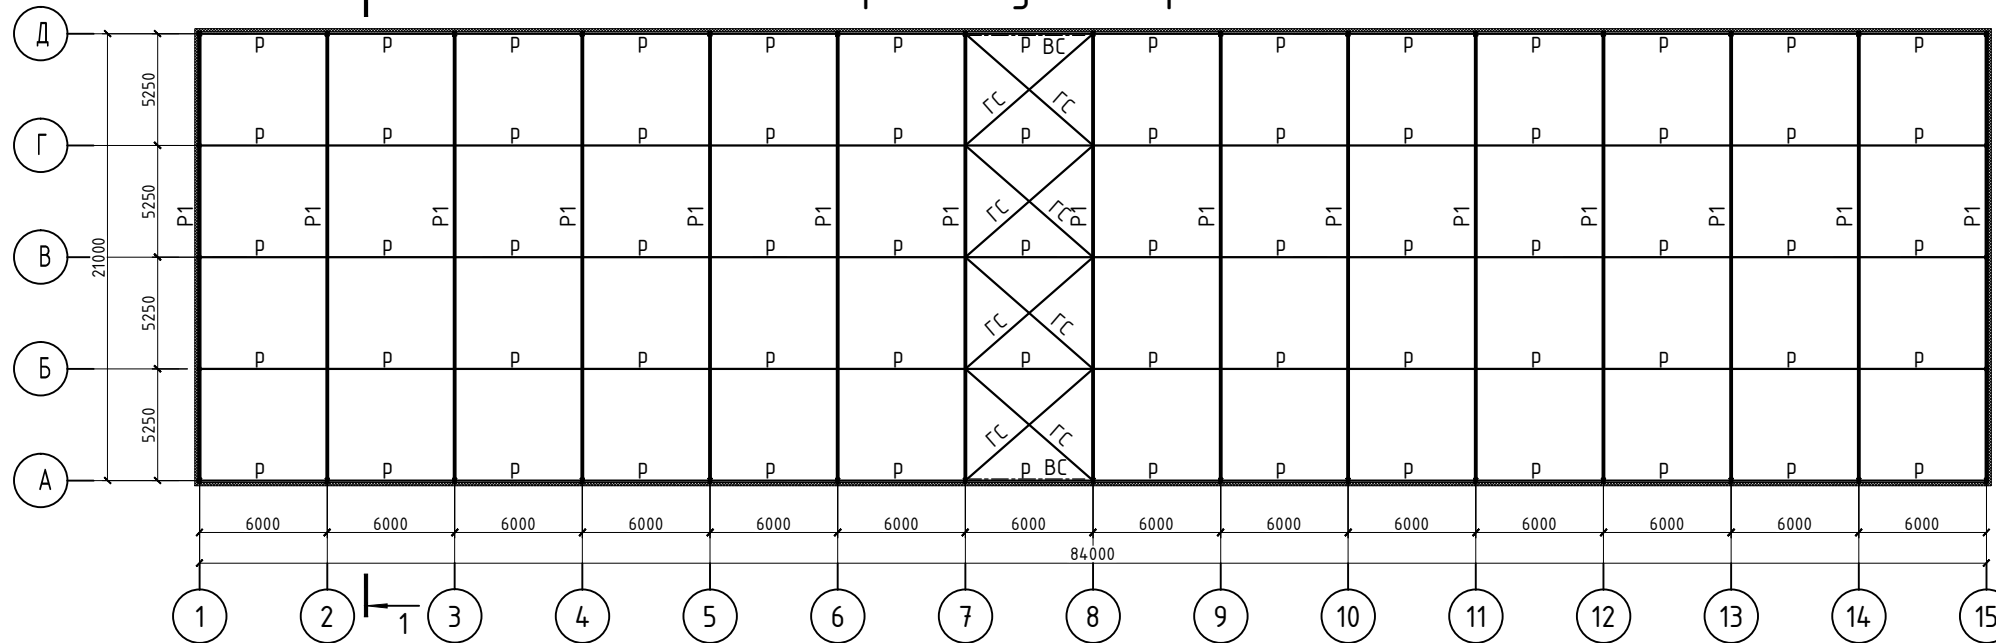 Д
Р Р Р Р Р Р Р ВС Р Р Р Р Р Р Р
5250
ГС ГС
Г
Р Р Р Р Р Р Р Р Р Р Р Р Р Р
5250
Р1 Р1 Р1 Р1 Р1 Р1 Р1 ГС ГС Р1 Р1 Р1 Р1 Р1 Р1 Р1 Р1
В
21000
Р Р Р Р Р Р Р Р Р Р Р Р Р Р
5250
ГС ГС
Б
Р Р Р Р Р Р Р Р Р Р Р Р Р Р
5250
ГС ГС
А
Р Р Р Р Р Р Р ВС Р Р Р Р Р Р Р
6000 6000 6000 6000 6000 6000 6000 6000 6000 6000 6000 6000 6000 6000
84000
1 2 3 4 5 6 7 8 9 10 11 12 13 14 15
1